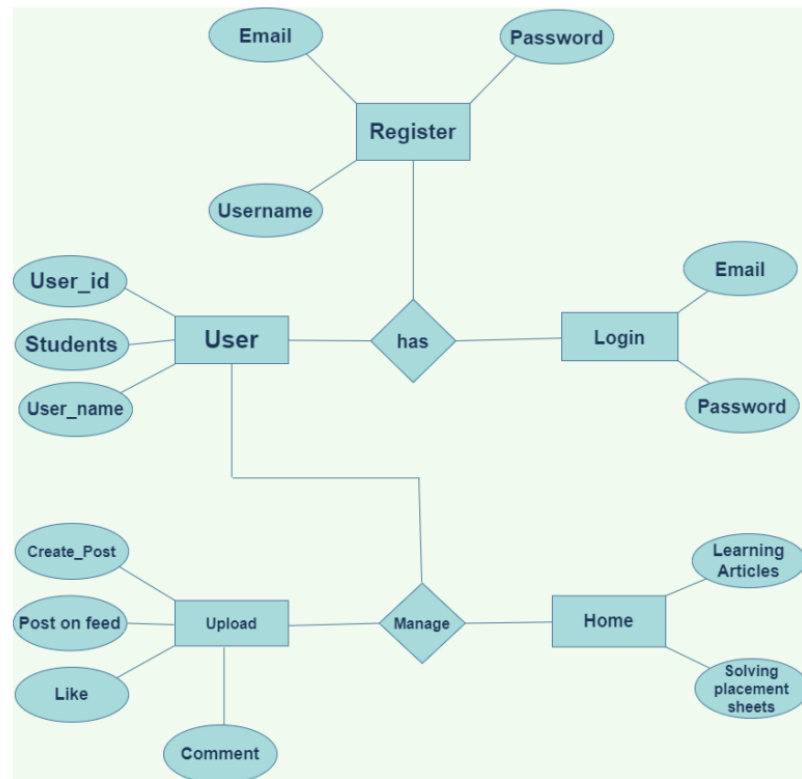 Email
Password
Register
Username
User_id
Email
Students
User
has
Login
User_name
Password
Create_Post
Learning
Articles
Post on feed
Upload
Manage
Home
Like
Solving
placement
sheets
Comment